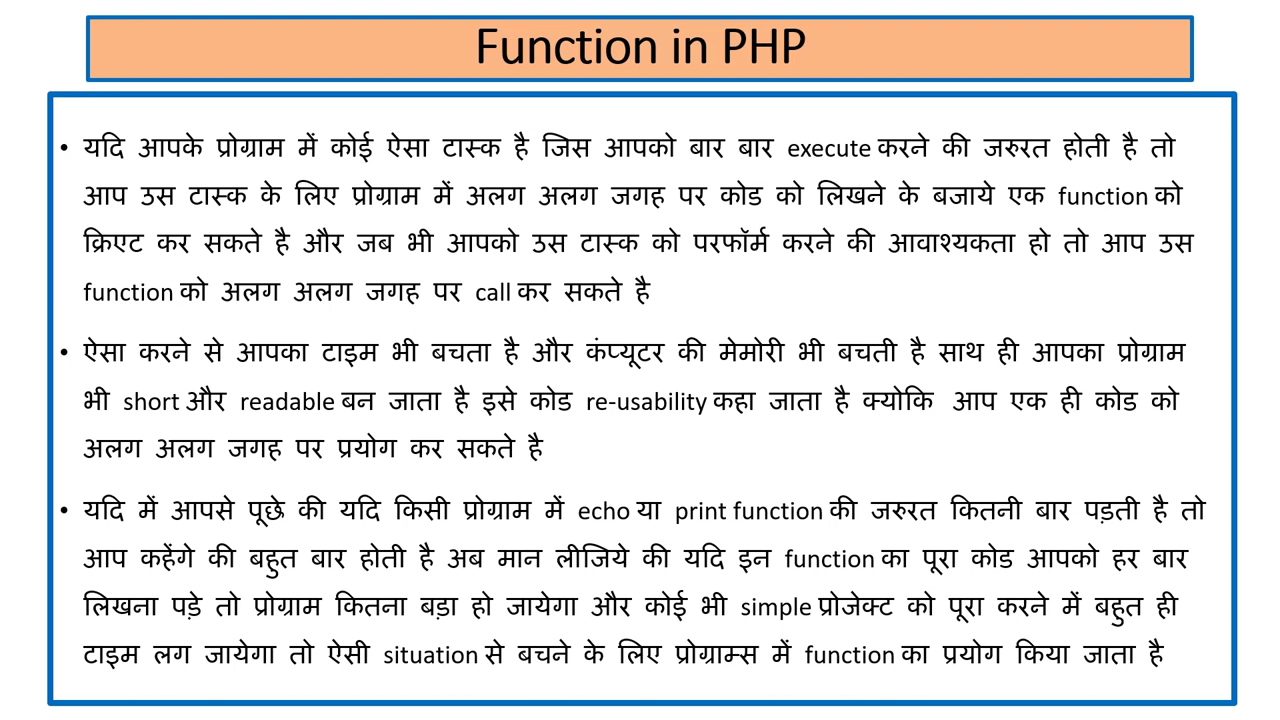 Function in PHP
• यदि आपके प्रोग्राम में कोई ऐसा टास्क है जिस आपको बार बार execute करने की जरुरत होती है तो
आप उस टास्क के लिए प्रोग्राम में अलग अलग जगह पर कोड को लिखने के बजाये एक function को
क्रिएट कर सकते है और जब भी आपको उस टास्क को परफॉर्म करने की आवाश्यकता हो तो आप उस
function को अलग अलग जगह पर call कर सकते है
• ऐसा करने से आपका टाइम भी बचता है और कंप्यूटर की मेमोरी भी बचती है साथ ही आपका प्रोग्राम
भी short और readable बन जाता है इसे कोड re-usability कहा जाता है क्योकि आप एक ही कोड को
अलग अलग जगह पर प्रयोग कर सकते है
• यदि में आपसे पूछे की यदि किसी प्रोग्राम में echo या print function की जरुरत कितनी बार पड़ती है तो
आप कहेंगे की बहुत बार होती है अब मान लीजिये की यदि इन function का पूरा कोड आपको हर बार
लिखना पड़े तो प्रोग्राम कितना बड़ा हो जायेगा और कोई भी simple प्रोजेक्ट को पूरा करने में बहुत ही
टाइम लग जायेगा तो ऐसी situation से बचने के लिए प्रोग्राम्स में function का प्रयोग किया जाता है